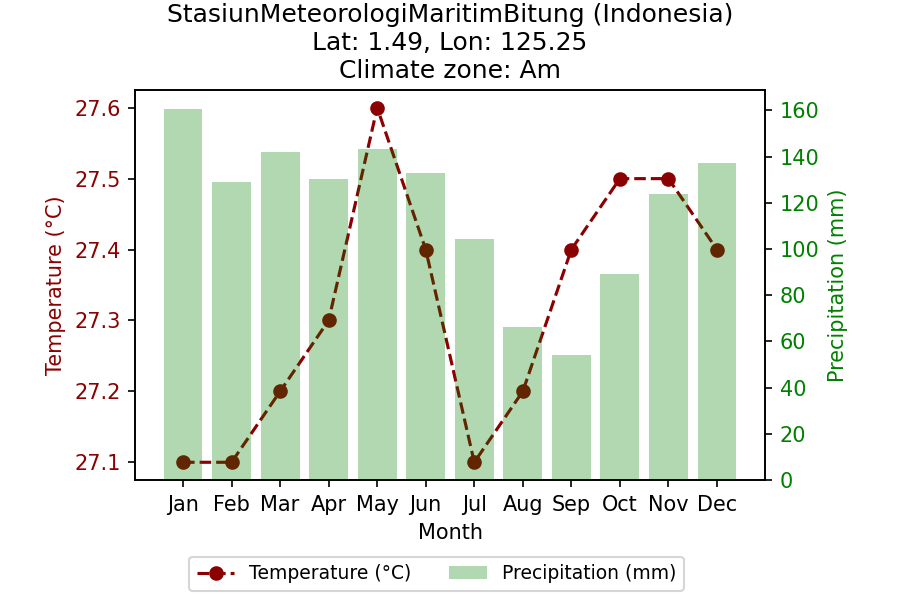 StasiunMeteorologiMaritimBitung (Indonesia)
Lat: 1.49, Lon: 125.25
Climate zone: Am
27.6
27.5
27.4
27.3
27.2
27.1
Temperature (°C)
160
140
120
100
80
60
40
20
0
Precipitation (mm)
Jan Feb Mar Apr May Jun Jul Aug Sep Oct Nov Dec
Month
Temperature (°C) Precipitation (mm)